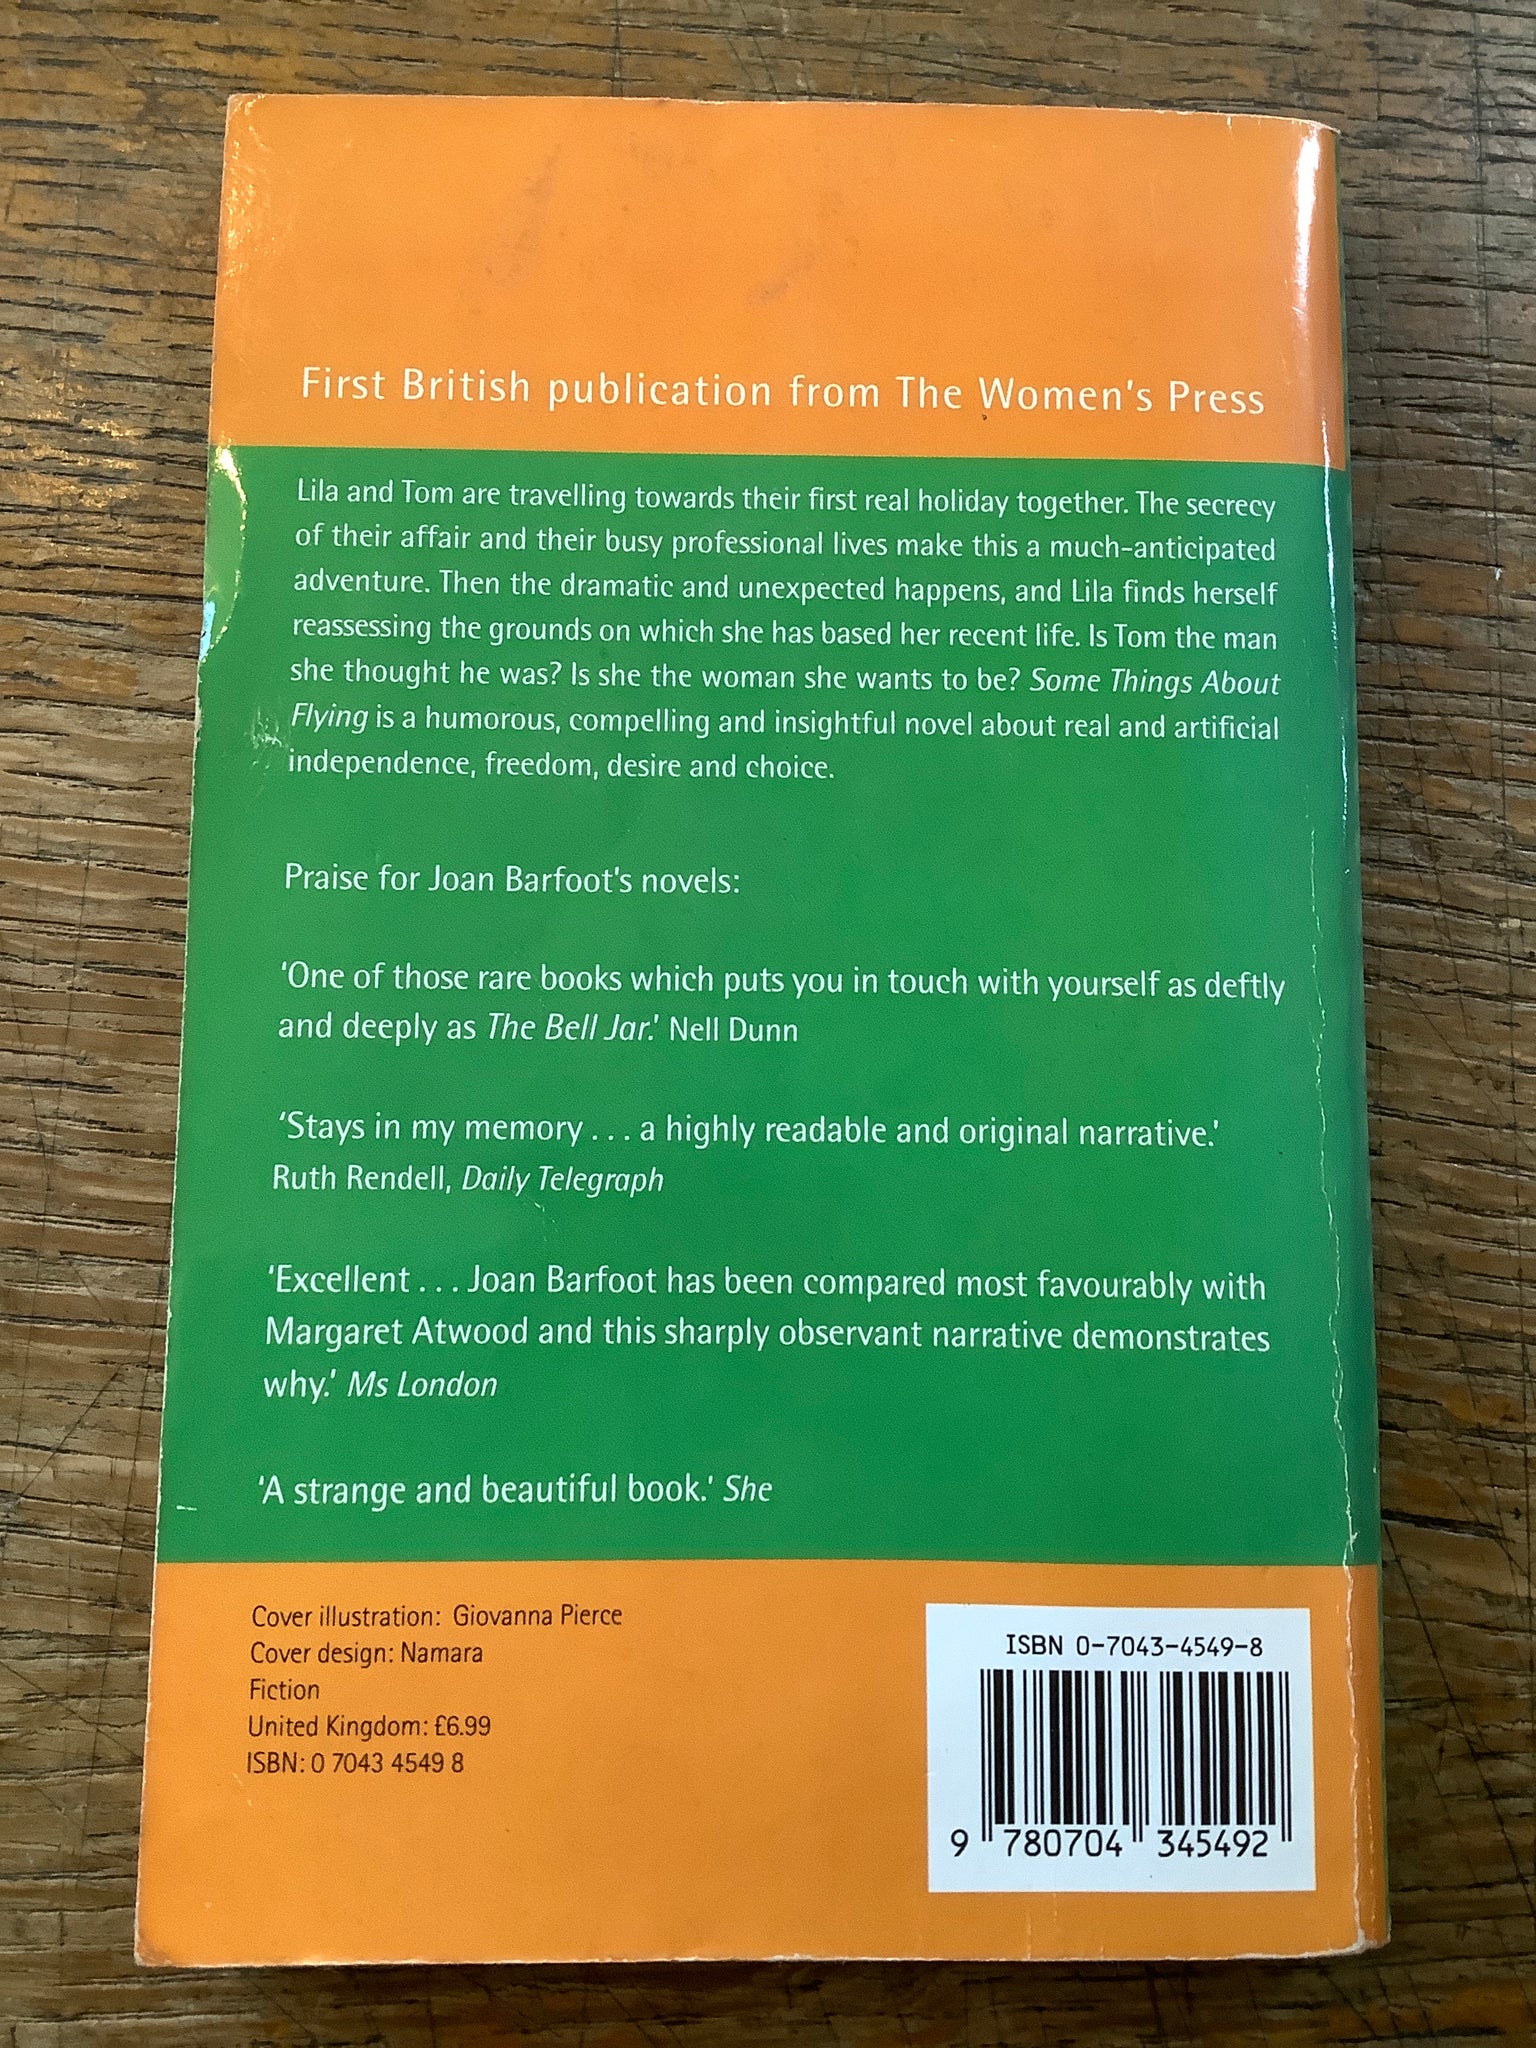 First British publication from The Women's Press
Lila and Tom are travelling towards their first real holiday together. The secrecy
of their affair and their busy professional lives make this a much-anticipated
adventure. Then the dramatic and unexpected happens, and Lila finds herself
reassessing the grounds on which she has based her recent life. Is Tom the man
she thought he was? Is she the woman she wants to be? Some Things About
Flying is a humorous, compelling and insightful novel about real and artificial
independence, freedom, desire and choice.
Praise for Joan Barfoot's novels:
'One of those rare books which puts you in touch with yourself as deftly
and deeply as The Bell Jar.' Nell Dunn
'Stays in my memory . . . a highly readable and original narrative.'
Ruth Rendell, Daily Telegraph
'Excellent . . . Joan Barfoot has been compared most favourably with
Margaret Atwood and this sharply observant narrative demonstrates
why.' Ms London
'A strange and beautiful book.' She
Cover illustration: Giovanna Pierce
Cover design: Namara
Fiction
United Kingdom: £6.99
ISBN: 0 7043 4549 8
ISBN 0-7043-4549-8
9 780704 345492